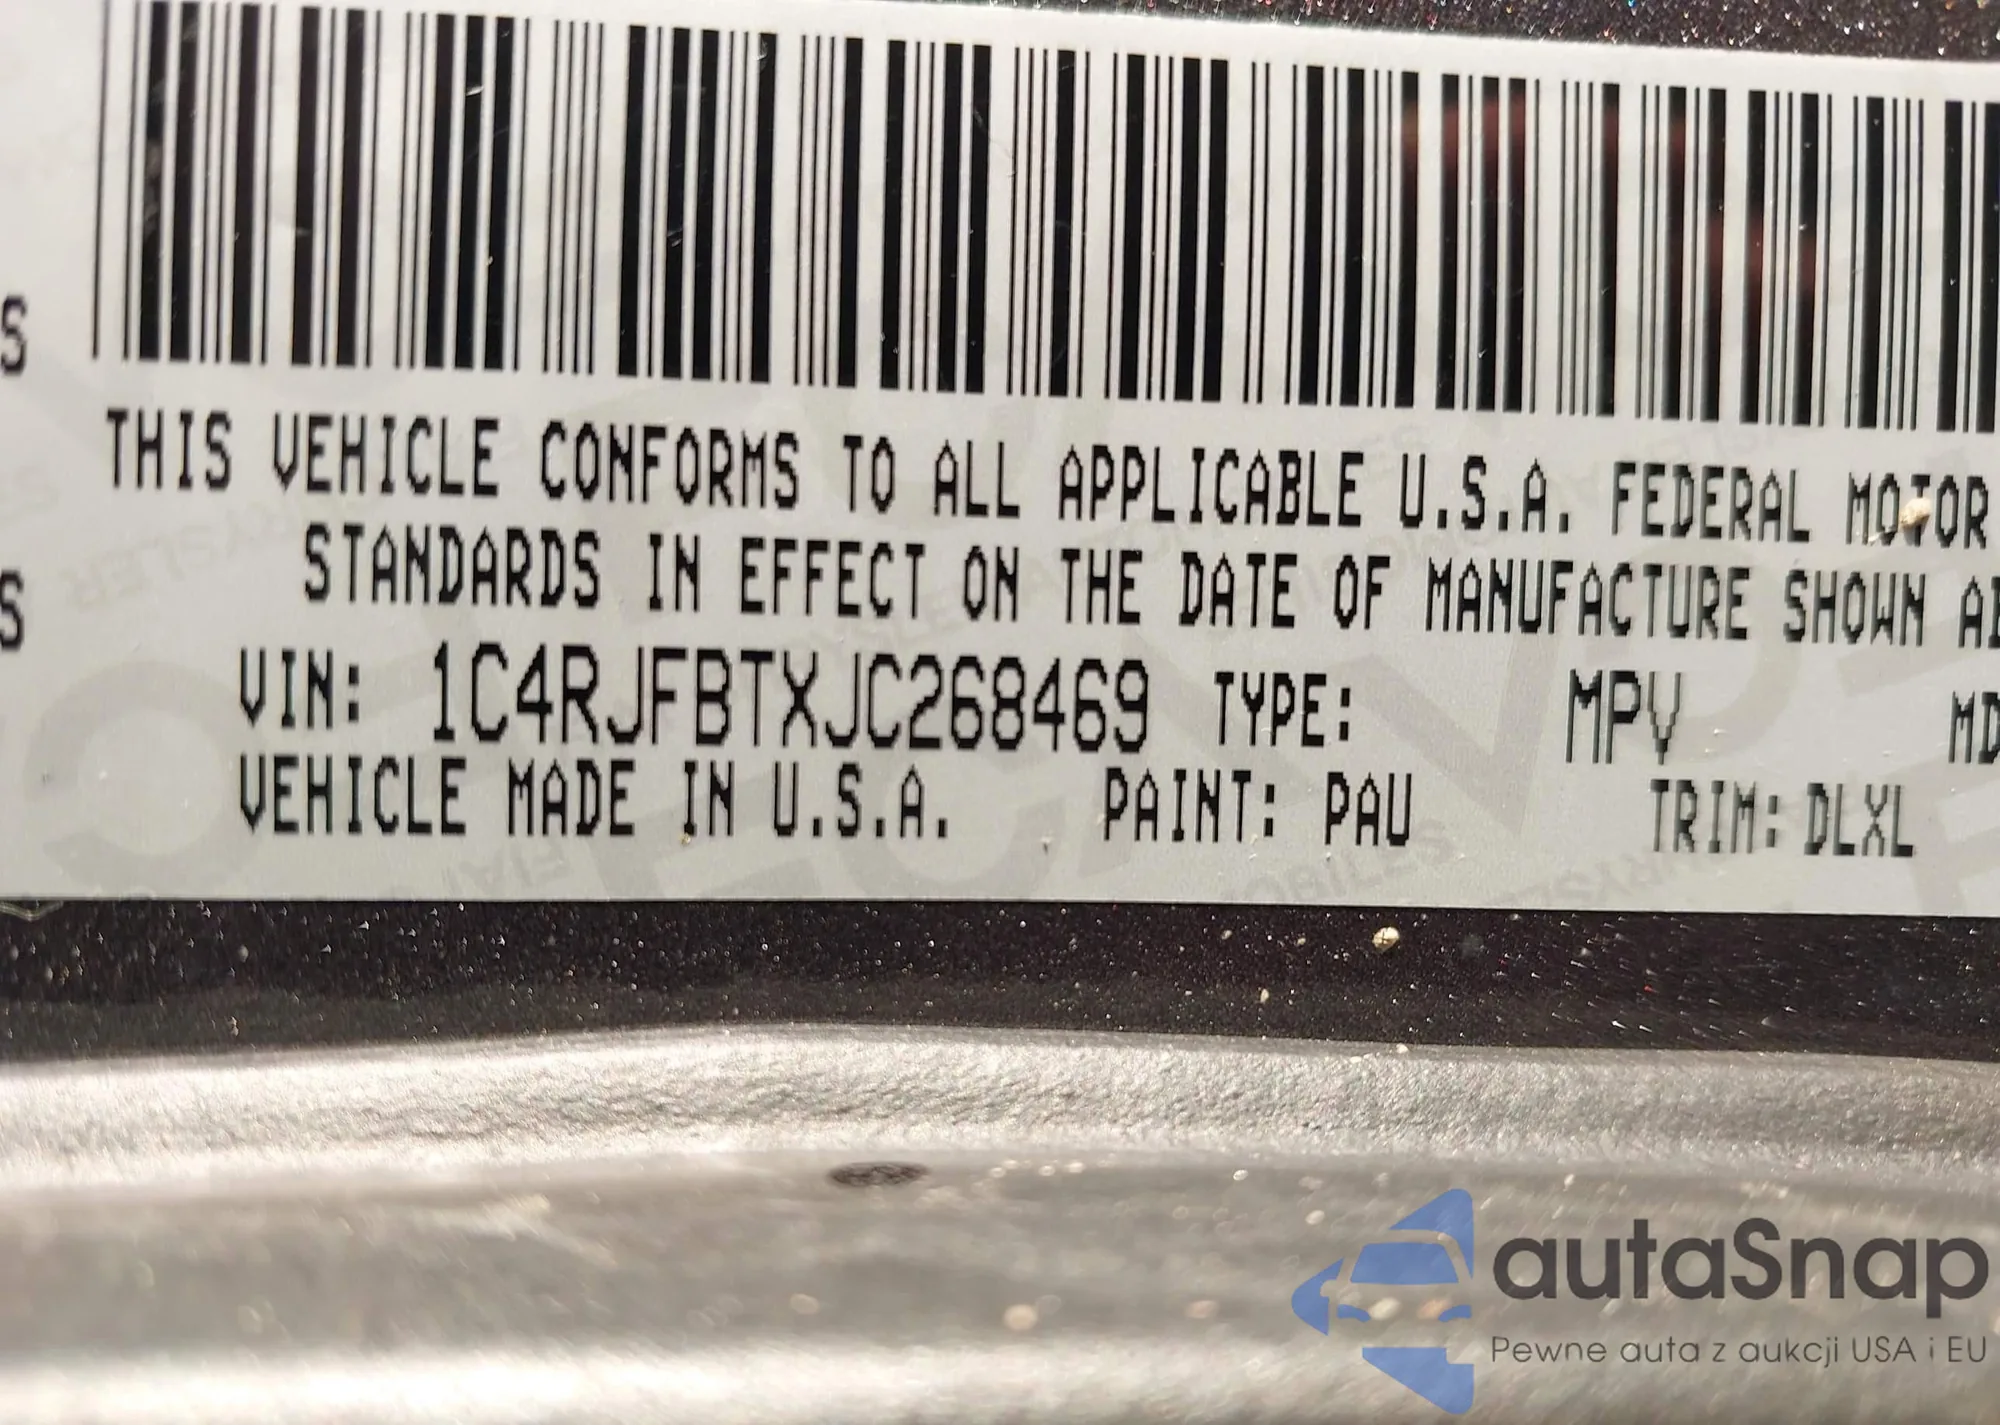 S
THIS VEHICLE CONFORMS TO ALL APPLICABLE U.S.A. FEDERAL MOTOR
STANDARDS IN EFFECT ON THE DATE OF MANUFACTURE SHOWN
S
VIN: 1C4RJFBTXJC268469 TYPE: MPV MD
VEHICLE MADE IN U.S.A. PAINT: PAU TRIM: DLXL
autaSnap
Pewne auta z aukcji USA i EU